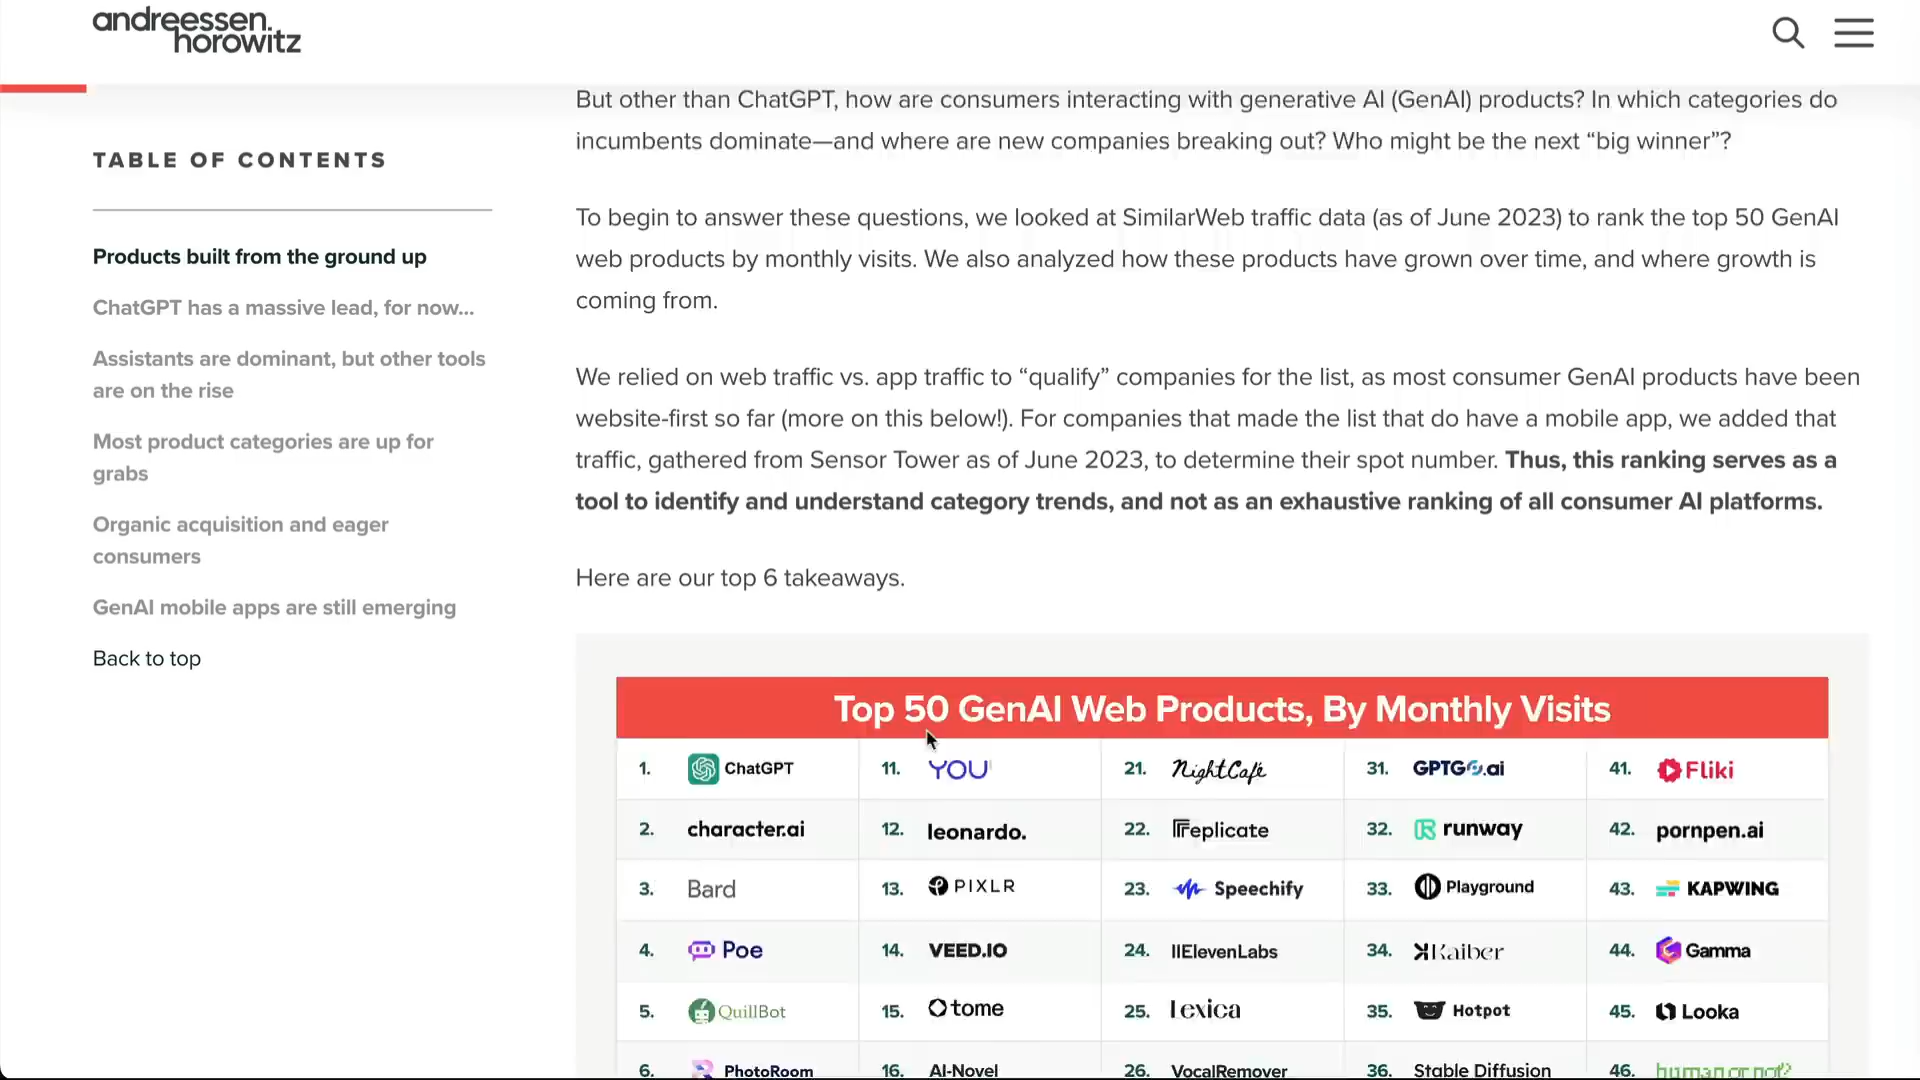 andreessen.
horowitz
TABLE OF CONTENTS
Products built from the ground up
ChatGPT has a massive lead, for now...
Assistants are dominant, but other tools
are on the rise
Most product categories are up for
grabs
Organic acquisition and eager
consumers
GenAI mobile apps are still emerging
Back to top
But other than ChatGPT, how are consumers interacting with generative AI (GenAI) products? In which categories do
incumbents dominate—and where are new companies breaking out? Who might be the next “big winner”?
To begin to answer these questions, we looked at SimilarWeb traffic data (as of June 2023) to rank the top 50 GenAI
web products by monthly visits. We also analyzed how these products have grown over time, and where growth is
coming from.
We relied on web traffic vs. app traffic to “qualify” companies for the list, as most consumer GenAI products have been
website-first so far (more on this below!). For companies that made the list that do have a mobile app, we added that
traffic, gathered from Sensor Tower as of June 2023, to determine their spot number. Thus, this ranking serves as a
tool to identify and understand category trends, and not as an exhaustive ranking of all consumer AI platforms.
Here are our top 6 takeaways.
Top 50 GenAI Web Products, By Monthly Visits
1. ChatGPT 11. YOU 21. NightCafé 31. GPTGO.ai 41. Fliki
2. character.ai 12. leonardo. 22. replicate 32. runway 42. pornpen.ai
3. Bard 13. PIXLR 23. Speechify 33. Playground 43. KAPWING
4. Poe 14. VEED.IO 24. IIElevenLabs 34. Kaiber 44. Gamma
5. QuillBot 15. tome 25. Lexica 35. Hotpot 45. Looka
6. PhotoRoom 16. AI-Novel 26. VocalRemover 36. Stable Diffusion 46. human or not?